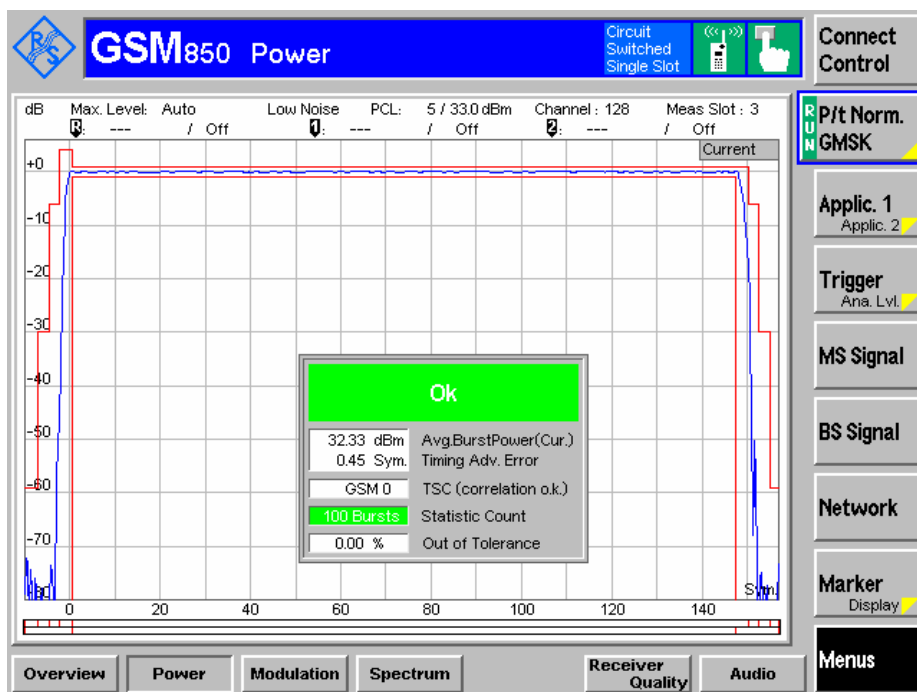 R&S
GSM850 Power
Circuit
Switched
Single Slot
Connect
Control
dB Max. Level: Auto Low Noise PCL: 5 / 33.0 dBm Channel : 128 Meas Slot : 3
R: --- / Off 1: --- / Off 2: --- / Off
Current
+0
-10
-20
-30
-40
-50
-60
-70
0 20 40 60 80 100 120 140
Ok
32.33 dBm Avg.BurstPower(Cur.)
0.45 Sym. Timing Adv. Error
GSM 0 TSC (correlation o.k.)
100 Bursts Statistic Count
0.00 % Out of Tolerance
RUN
P/t Norm.
GMSK
Applic. 1
Applic. 2
Trigger
Ana. Lvl.
MS Signal
BS Signal
Network
Marker
Display
Menus
Overview Power Modulation Spectrum Receiver Quality Audio